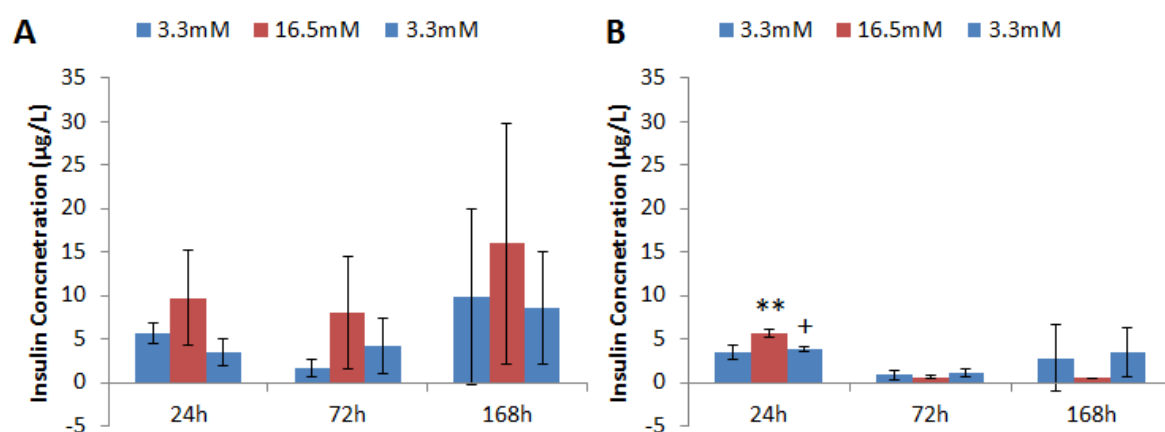 A
3.3mM 16.5mM 3.3mM
Insulin Concnetration (µg/L)
35
30
25
20
15
10
5
0
-5
24h 72h 168h
B
3.3mM 16.5mM 3.3mM
Insulin Concnetration (µg/L)
35
30
25
20
15
10
5
0
-5
**
+
24h 72h 168h